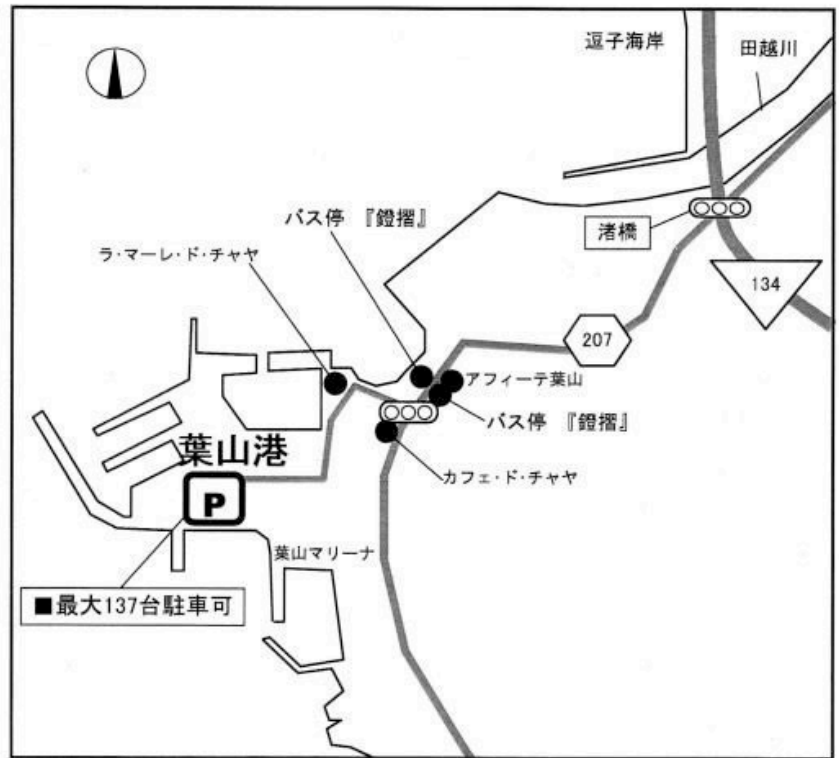 逗子海岸
田越川
バス停 『鐙摺』
渚橋
ラ・マーレ・ド・チャヤ
134
207
アフィーテ葉山
バス停 『鐙摺』
葉山港
カフェ・ド・チャヤ
P
葉山マリーナ
■最大137台駐車可